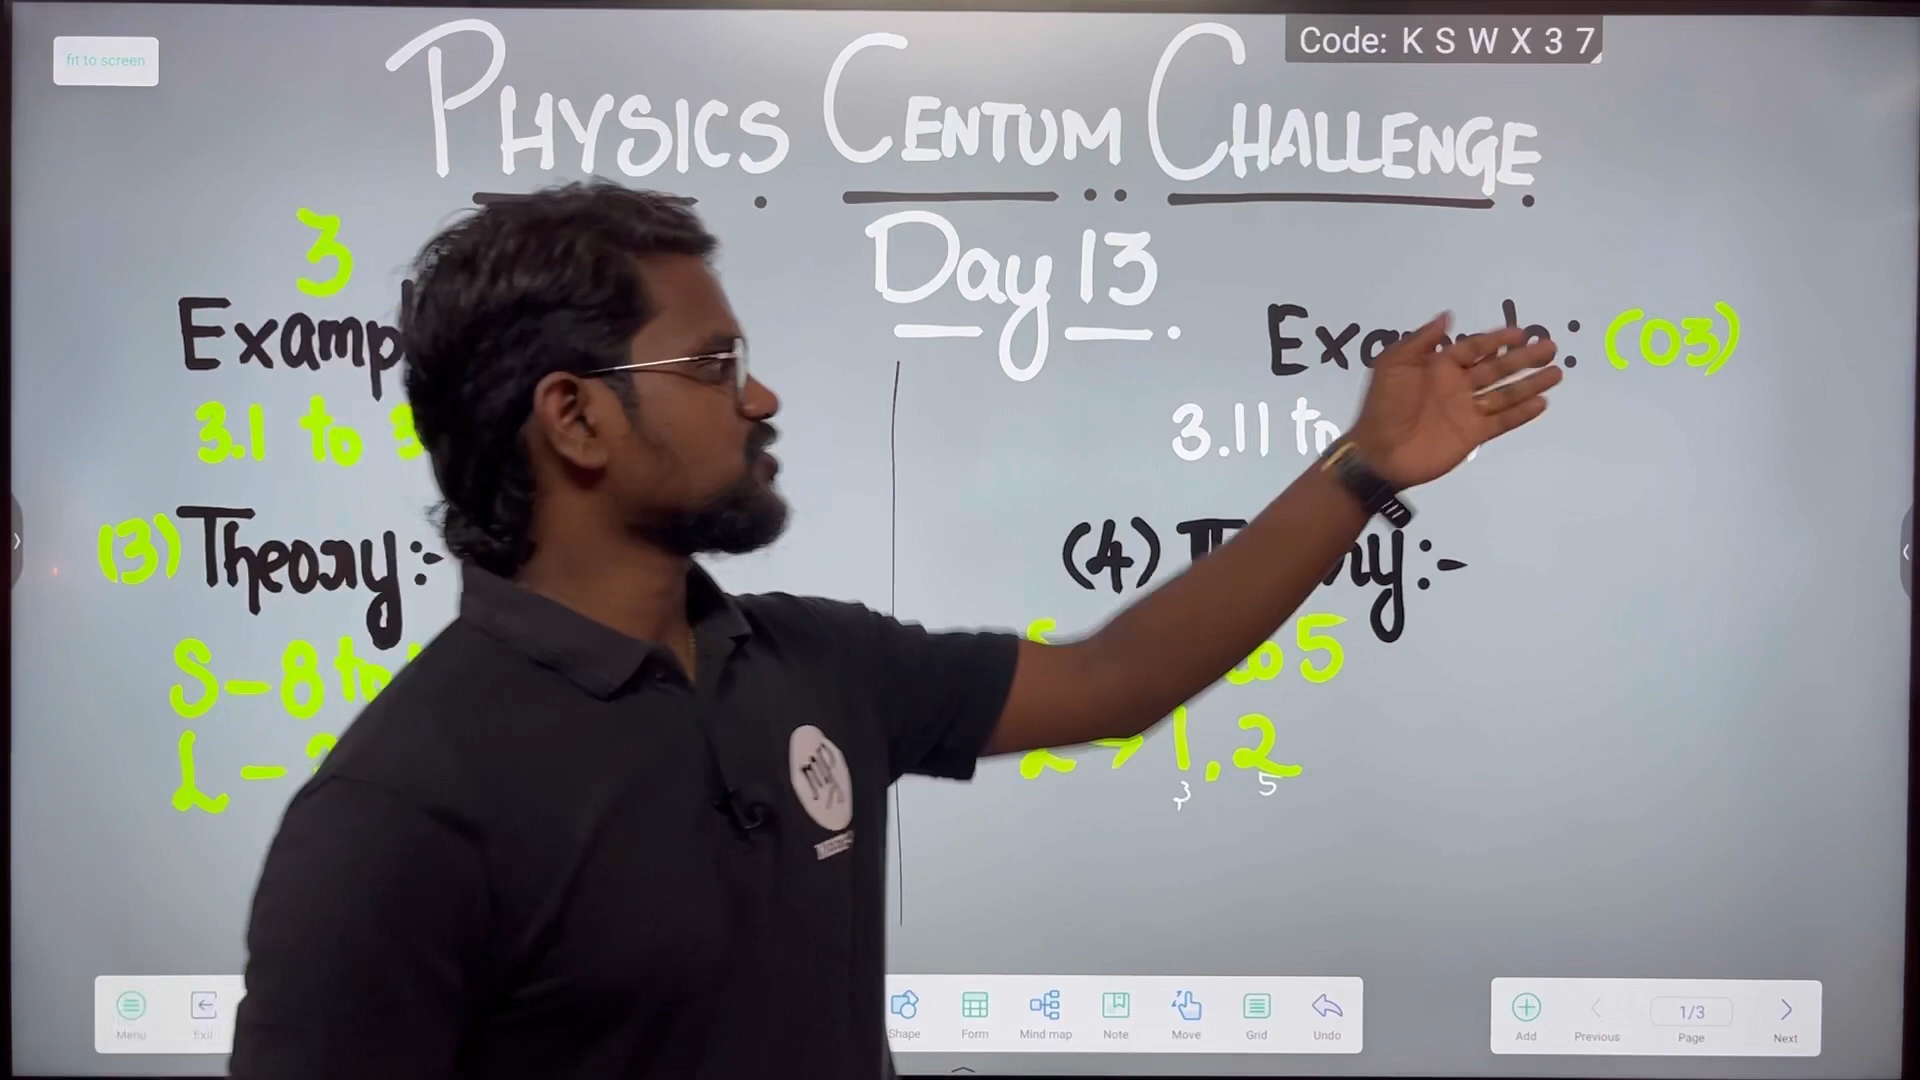 fit to screen
Code: K S W X 3 7
PHYSICS CENTUM CHALLENGE
Day 13
3
3.1 to
(3) Theory:-
S-8 to
L-
Example: (03)
3.11 to
(4)
to 5
1, 2
3 5
Menu
Exit
Shape
Form
Mind map
Note
Move
Grid
Undo
Add
Previous
1/3
Page
Next